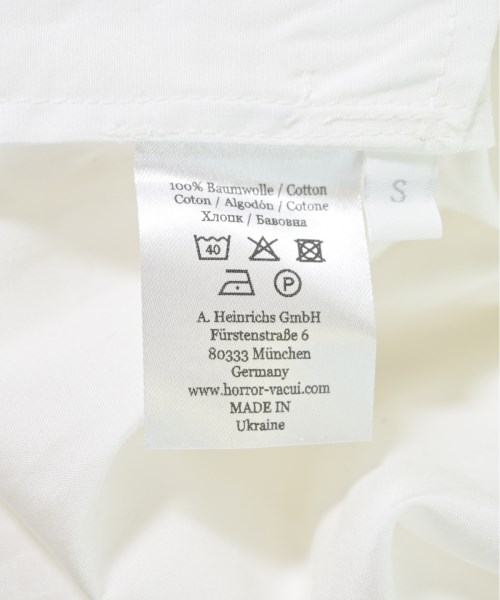 100% Baumwolle / Cotton
Coton / Algodón / Cotone
Хлопк / Бавовна
S
40
P
A. Heinrichs GmbH
Fürstenstraße 6
80333 München
Germany
www.horror-vacui.com
MADE IN
Ukraine